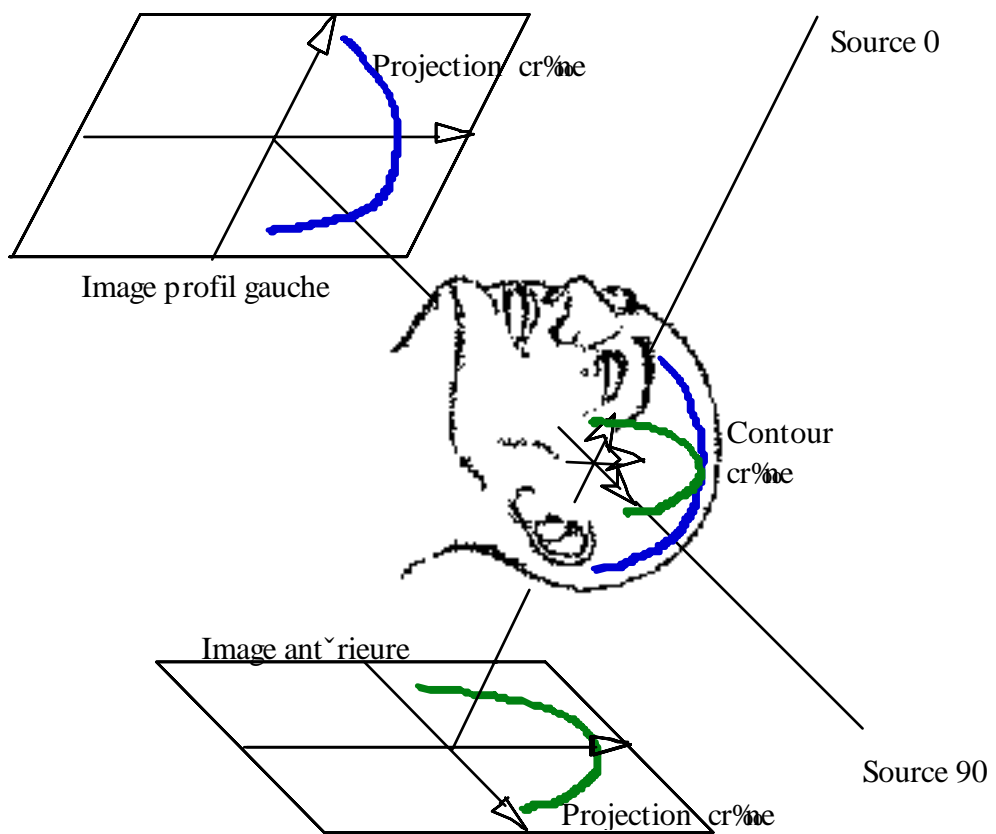 Source 0
Projection cr‰ne
Image profil gauche
Contour
cr‰ne
Image antˇrieure
Source 90
Projection cr‰ne